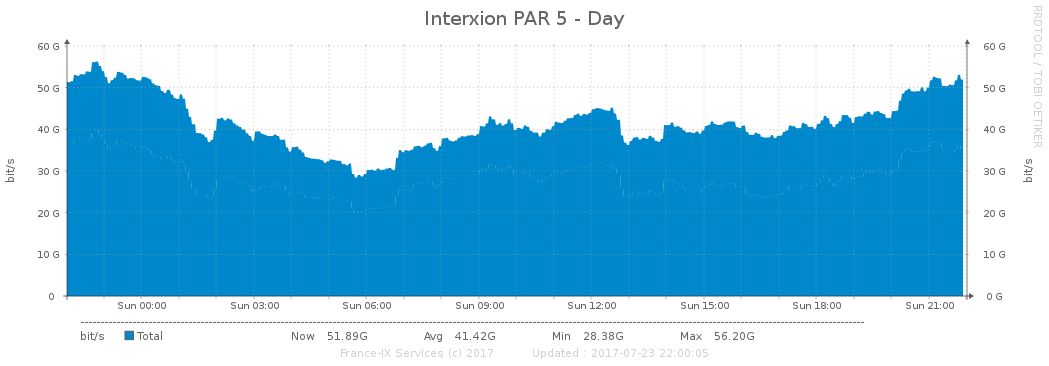 Interxion PAR 5 - Day
RRDTOOL / TOBI OETIKER
bit/s
60 G
50 G
40 G
30 G
20 G
10 G
0
60 G
50 G
40 G
30 G
20 G
10 G
0 G
bit/s
Sun 00:00 Sun 03:00 Sun 06:00 Sun 09:00 Sun 12:00 Sun 15:00 Sun 18:00 Sun 21:00
bit/s Total Now 51.89G Avg 41.42G Min 28.38G Max 56.20G
France-IX Services (c) 2017 Updated : 2017-07-23 22:00:05